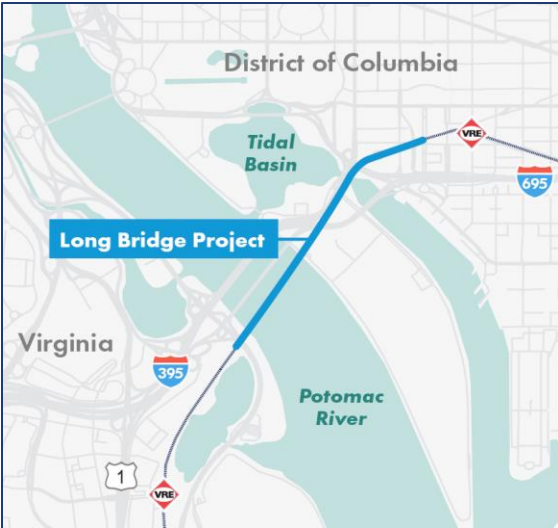 District of Columbia
Tidal
Basin
VRE
695
Long Bridge Project
Virginia
395
Potomac
River
1
VRE